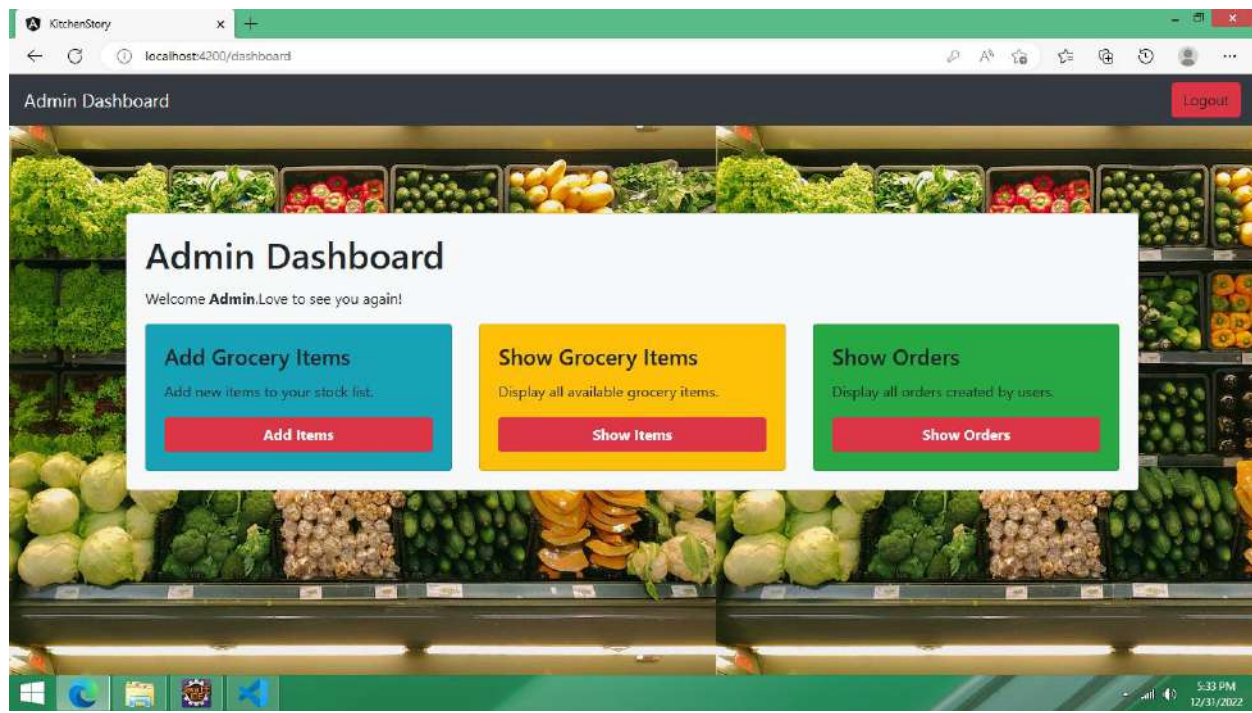 KitchenStory
localhost:4200/dashboard
Admin Dashboard
Logout
Admin Dashboard
Welcome Admin.Love to see you again!
Add Grocery Items
Add new items to your stock list.
Add Items
Show Grocery Items
Display all available grocery items.
Show Items
Show Orders
Display all orders created by users.
Show Orders
5:33 PM
12/31/2022